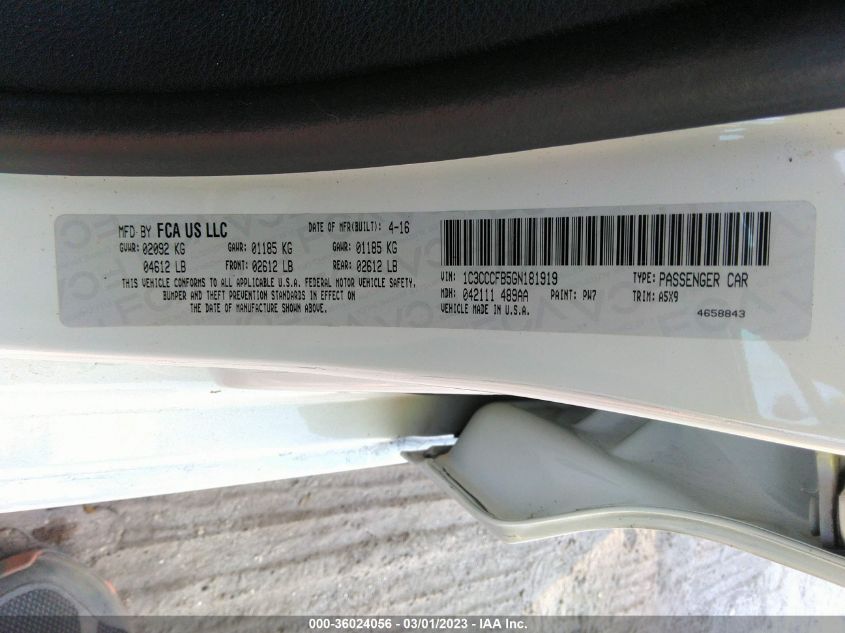 MFD BY FCA US LLC DATE OF MFR(BUILT): 4-16
GVWR: 02092 KG GAWR: 01185 KG GAWR: 01185 KG
04612 LB FRONT: 02612 LB REAR: 02612 LB
THIS VEHICLE CONFORMS TO ALL APPLICABLE U.S.A. FEDERAL MOTOR VEHICLE SAFETY,
BUMPER AND THEFT PREVENTION STANDARDS IN EFFECT ON
THE DATE OF MANUFACTURE SHOWN ABOVE.
VIN: 1C3CCCFB5GN181919 TYPE: PASSENGER CAR
MDH: 042111 489AA PAINT: PW7 TRIM: A5X9
VEHICLE MADE IN U.S.A. 4658843
000-36024056 - 03/01/2023 - IAA Inc.